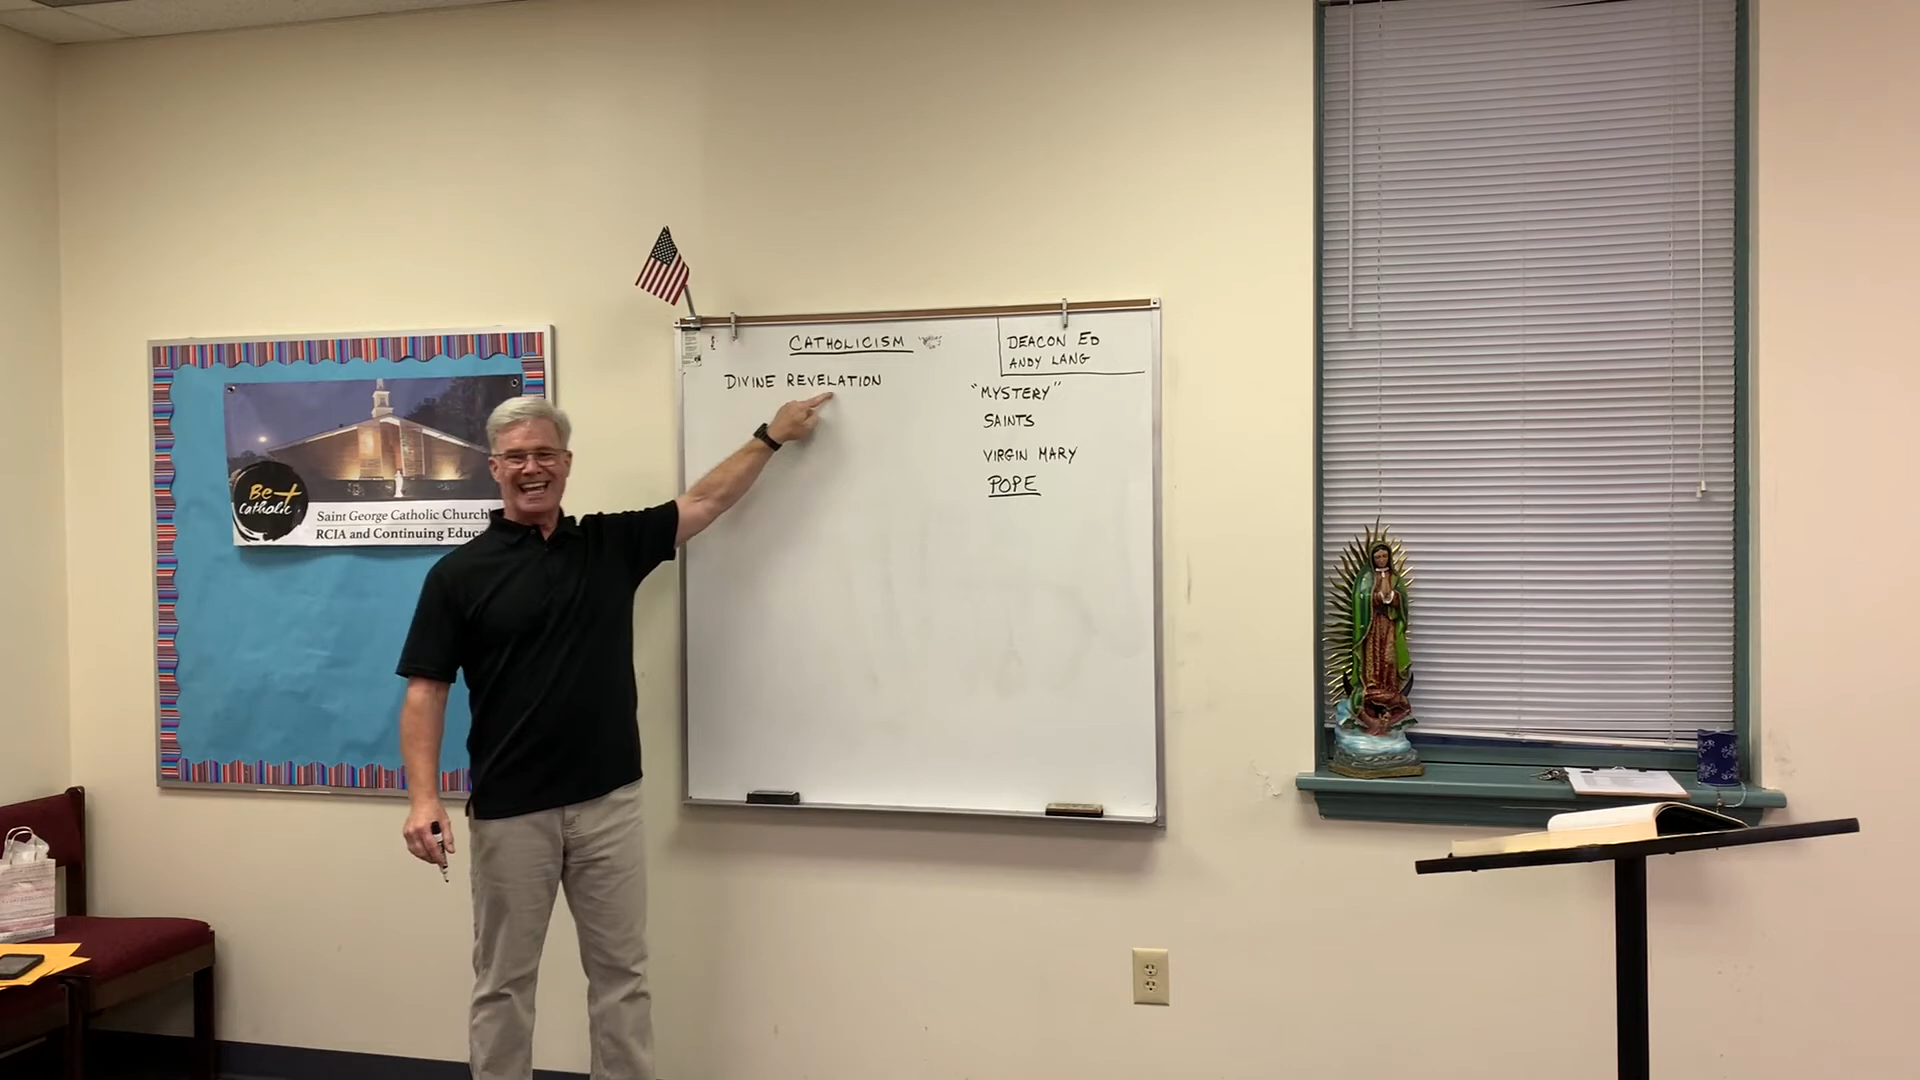 Be
Catholic.
Saint George Catholic Church
RCIA and Continuing Educa
CATHOLICISM
DIVINE REVELATION
DEACON ED
ANDY LANG
"MYSTERY"
SAINTS
VIRGIN MARY
POPE